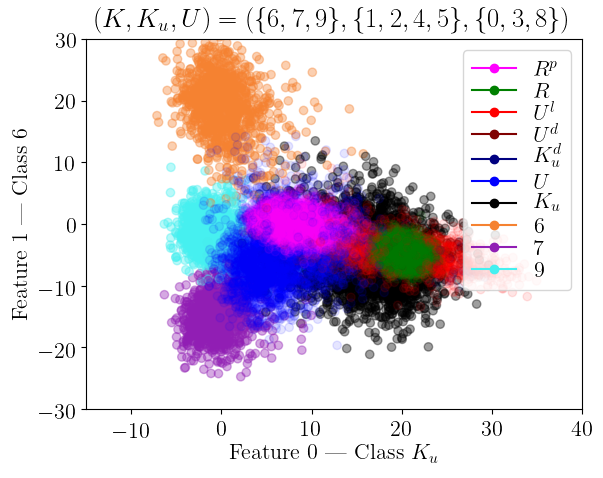 (K, K_u, U) = ({6, 7, 9}, {1, 2, 4, 5}, {0, 3, 8})
30
20
10
0
−10
−20
−30
Feature 1 — Class 6
R^p
R
U^l
U^d
K_u^d
U
K_u
6
7
9
−10
0
10
20
30
40
Feature 0 — Class K_u